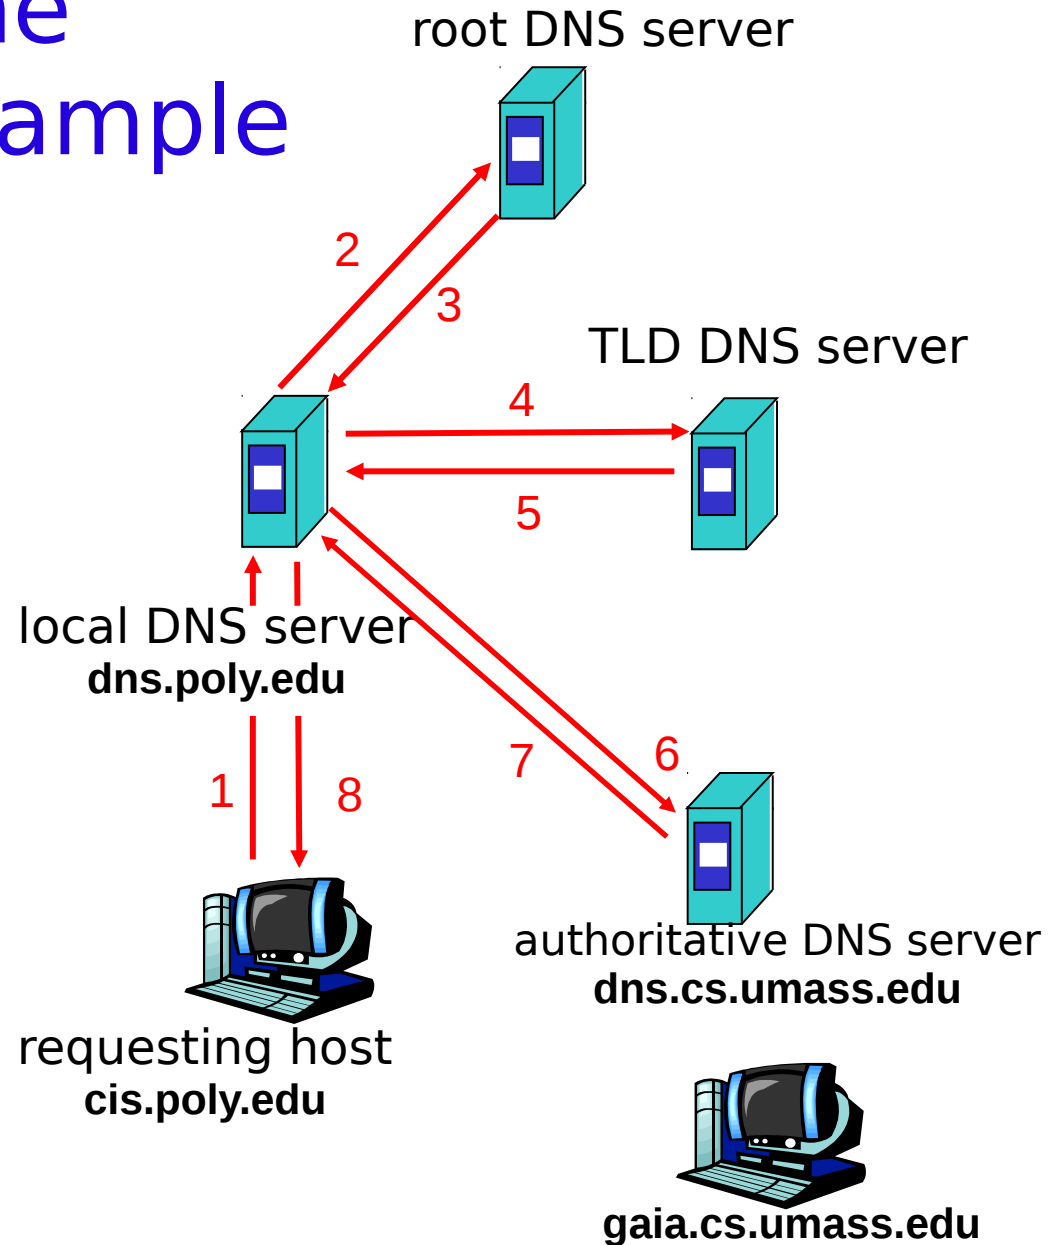 root DNS server
ample
2
3
TLD DNS server
4
5
local DNS server
dns.poly.edu
1
8
7
6
authoritative DNS server
dns.cs.umass.edu
requesting host
cis.poly.edu
gaia.cs.umass.edu